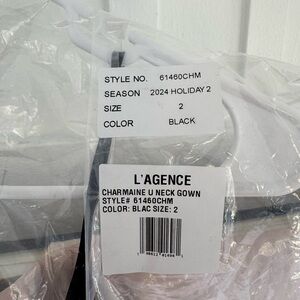 STYLE NO. 61460CHM
SEASON 2024 HOLIDAY 2
SIZE 2
COLOR BLACK
L'AGENCE
CHARMAINE U NECK GOWN
STYLE# 61460CHM
COLOR: BLAC SIZE: 2